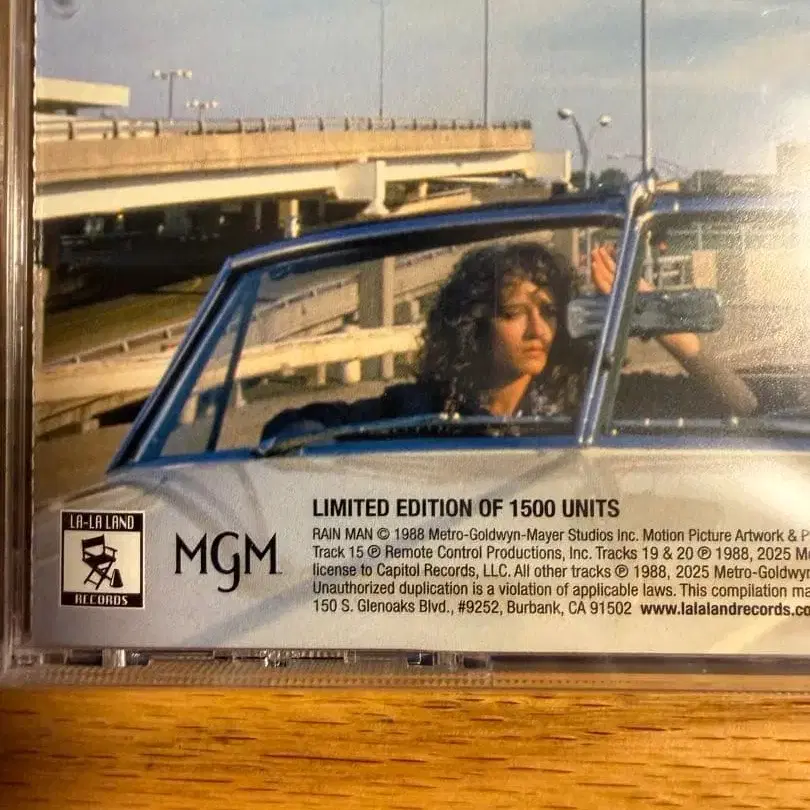 LA-LA LAND
RECORDS
MGM
LIMITED EDITION OF 1500 UNITS
RAIN MAN © 1988 Metro-Goldwyn-Mayer Studios Inc. Motion Picture Artwork & P
Track 15 ℗ Remote Control Productions, Inc. Tracks 19 & 20 ℗ 1988, 2025 M
license to Capitol Records, LLC. All other tracks ℗ 1988, 2025 Metro-Goldwyn
Unauthorized duplication is a violation of applicable laws. This compilation ma
150 S. Glenoaks Blvd., #9252, Burbank, CA 91502 www.lalalandrecords.co